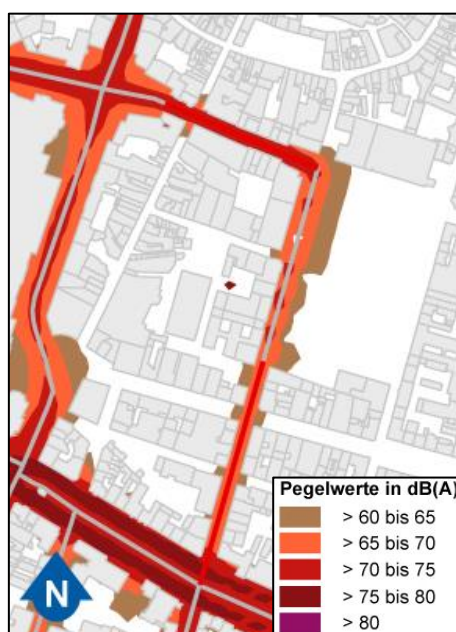 Pegelwerte in dB(A)
> 60 bis 65
> 65 bis 70
> 70 bis 75
> 75 bis 80
> 80
N